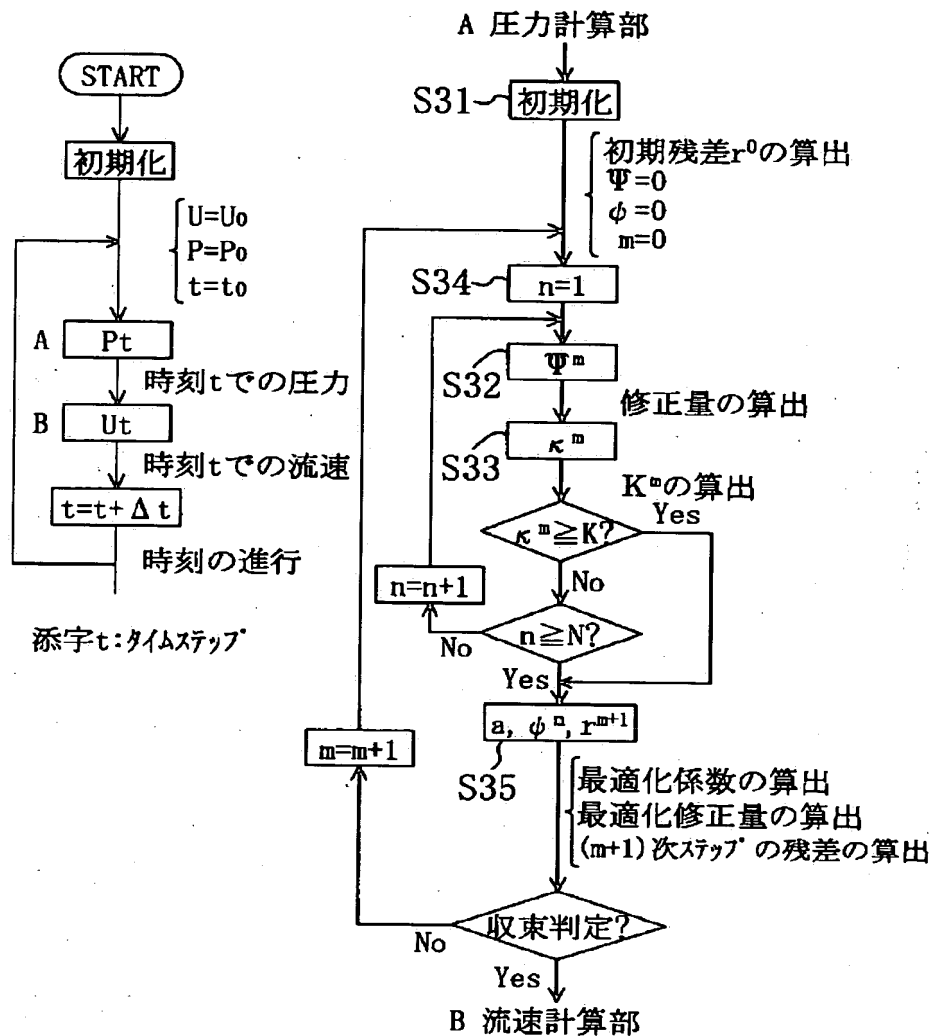 START
初期化
U=U₀
P=P₀
t=t₀
A
Pt
時刻tでの圧力
B
Ut
時刻tでの流速
t=t+Δt
時刻の進行
添字t:タイムステップ
A 圧力計算部
S31
初期化
初期残差r⁰の算出
Ψ=0
φ=0
m=0
S34
n=1
Ψᵐ
S32
修正量の算出
κᵐ
S33
Kᵐの算出
κᵐ≧K?
Yes
No
n=n+1
n≧N?
No
Yes
a, ψⁿ, rᵐ⁺¹
S35
m=m+1
最適化係数の算出
最適化修正量の算出
(m+1)次ステップの残差の算出
収束判定?
No
Yes
B 流速計算部